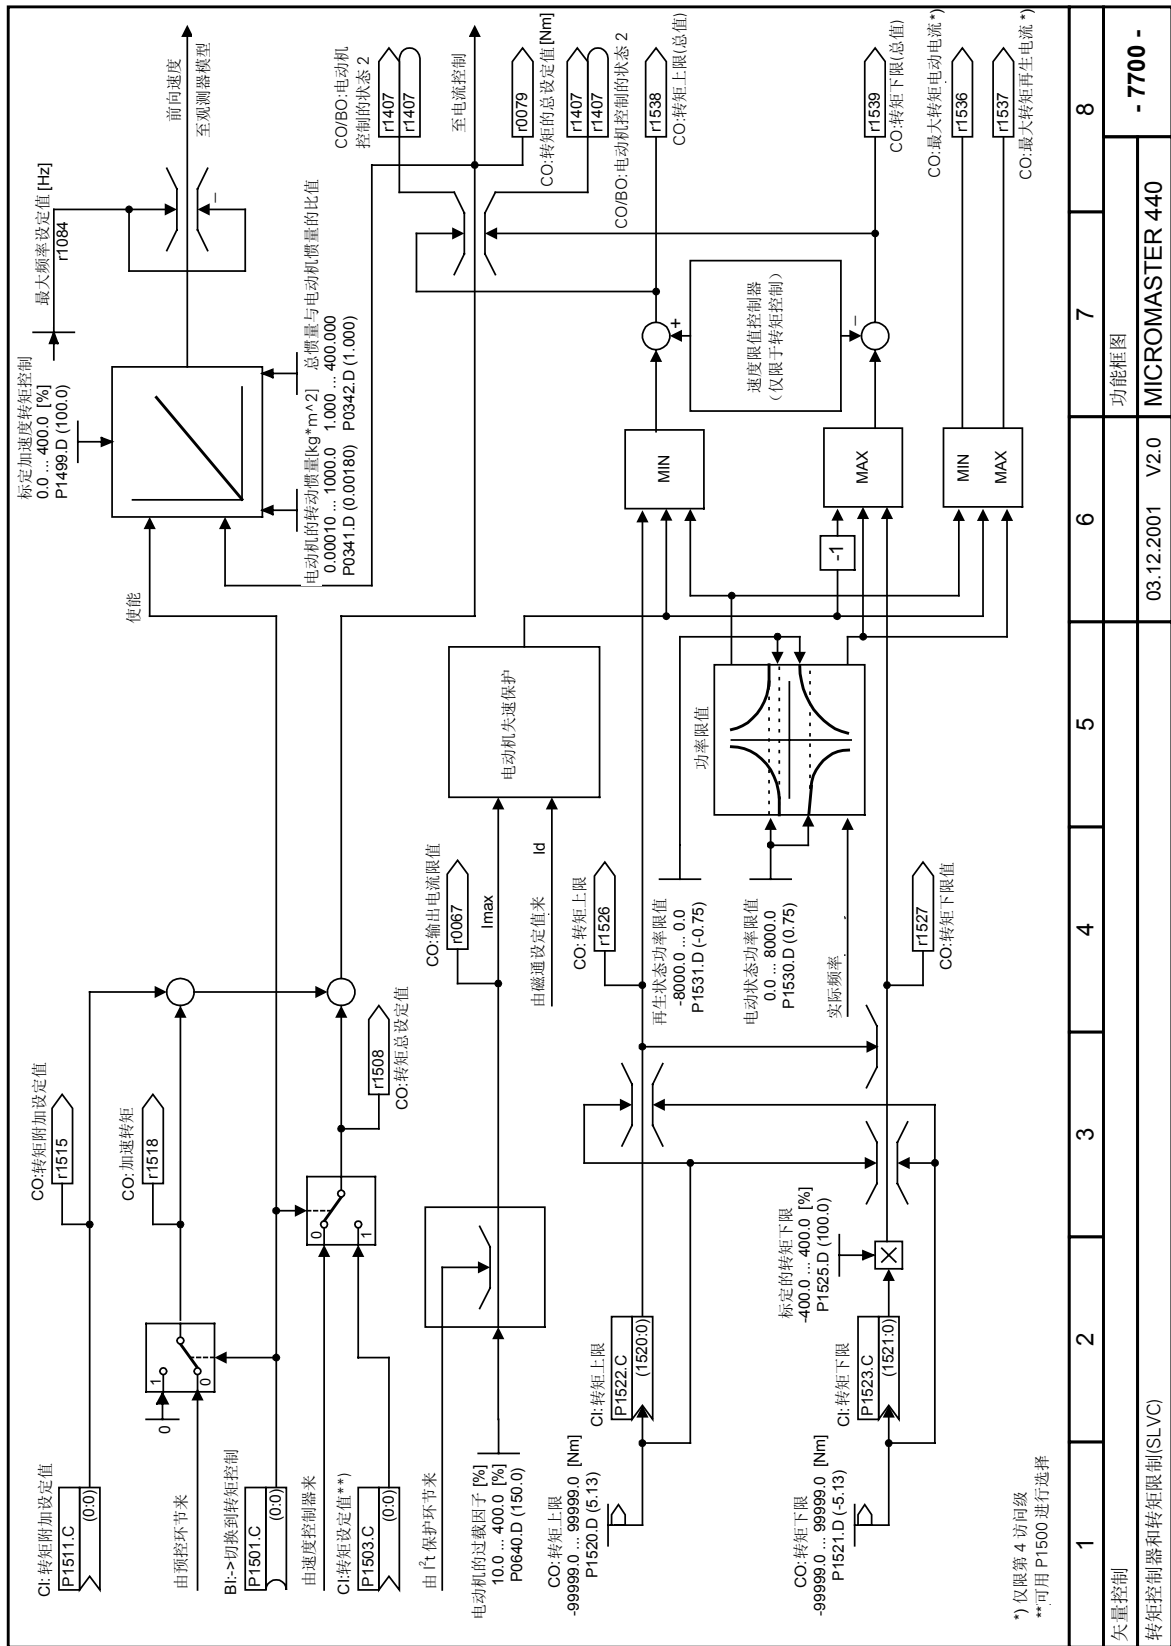 CI: 转矩附加设定值
P1511.C
(0:0)
CO:转矩附加设定值
r1515
由预控环节来
0
1
0
CO:加速转矩
r1518
BI:->切换到转矩控制
P1501.C
(0:0)
使能
由速度控制器来
CI:转矩设定值**)
P1503.C
(0:0)
0
1
r1508
CO:转矩总设定值
标定加速度转矩控制
0.0 ... 400.0 [%]
P1499.D (100.0)
最大频率设定值 [Hz]
r1084
前向速度
至观测器模型
–
电动机的转动惯量[kg*m^2]
0.00010 ... 1000.0
P0341.D (0.00180)
总惯量与电动机惯量的比值
1.000 ... 400.000
P0342.D (1.000)
CO/BO:电动机
控制的状态 2
r1407
r1407
至电流控制
r0079
CO:转矩的总设定值 [Nm]
r1407
r1407
CO/BO:电动机控制的状态 2
由 I²t 保护环节来
电动机的过载因子 [%]
10.0 ... 400.0 [%]
P0640.D (150.0)
CO:输出电流限值
r0067
Imax
由磁通设定值来
Id
电动机失速保护
CO:转矩上限
-99999.0 ... 99999.0 [Nm]
P1520.D (5.13)
CI:转矩上限
P1522.C
(1520:0)
CO: 转矩上限
r1526
再生状态功率限值
-8000.0 ... 0.0
P1531.D (-0.75)
电动状态功率限值
0.0 ... 8000.0
P1530.D (0.75)
实际频率
功率限值
MIN
+
r1538
CO:转矩上限(总值)
速度限值控制器
（仅限于转矩控制）
–
CO:转矩下限
-99999.0 ... 99999.0 [Nm]
P1521.D (-5.13)
CI:转矩下限
P1523.C
(1521:0)
标定的转矩下限
-400.0 ... 400.0 [%]
P1525.D (100.0)
X
r1527
CO:转矩下限值
-1
MAX
r1539
CO:转矩下限(总值)
MIN
MAX
r1536
CO:最大转矩电动电流 *)
r1537
CO:最大转矩再生电流 *)
*) 仅限第 4 访问级
**可用 P1500 进行选择
1
2
3
4
5
6
7
8
矢量控制
转矩控制器和转矩限制(SLVC)
03.12.2001
V2.0
功能框图
MICROMASTER 440
- 7700 -